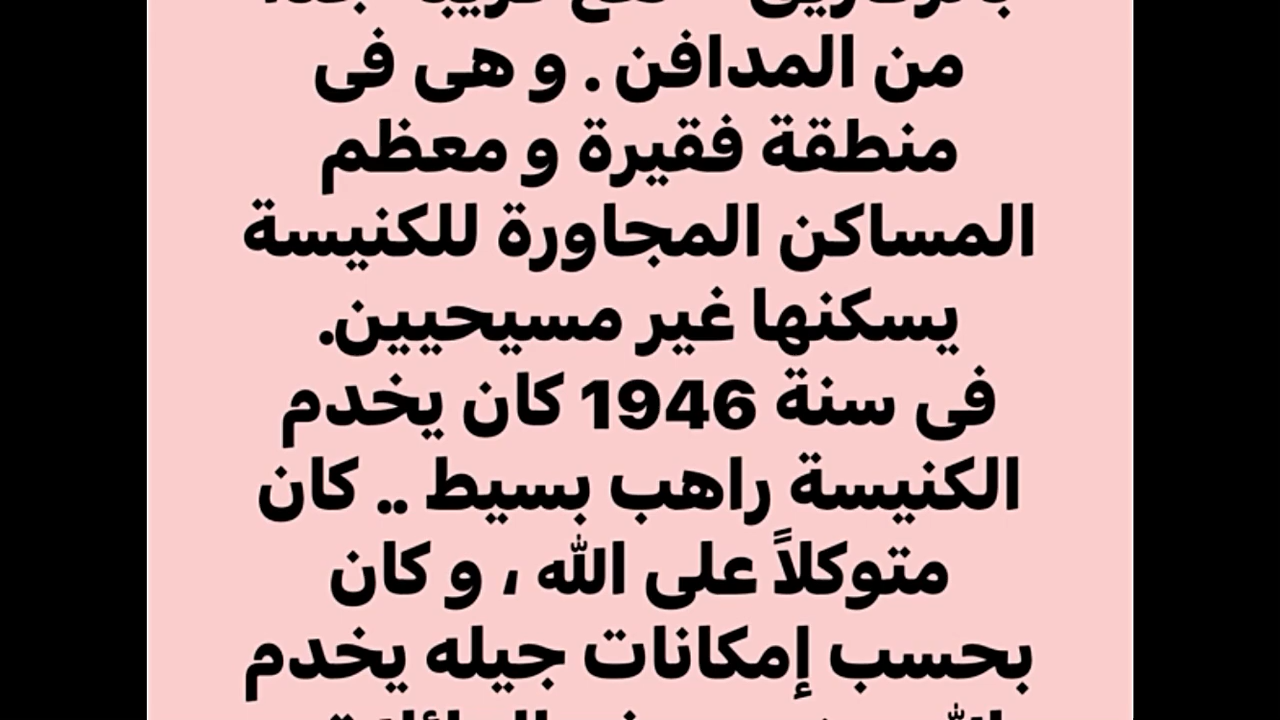 من المدافن . و هى فى
منطقة فقيرة و معظم
المساكن المجاورة للكنيسة
يسكنها غير مسيحيين.
فى سنة 1946 كان يخدم
الكنيسة راهب بسيط .. كان
متوكلاً على الله ، و كان
بحسب إمكانات جيله يخدم